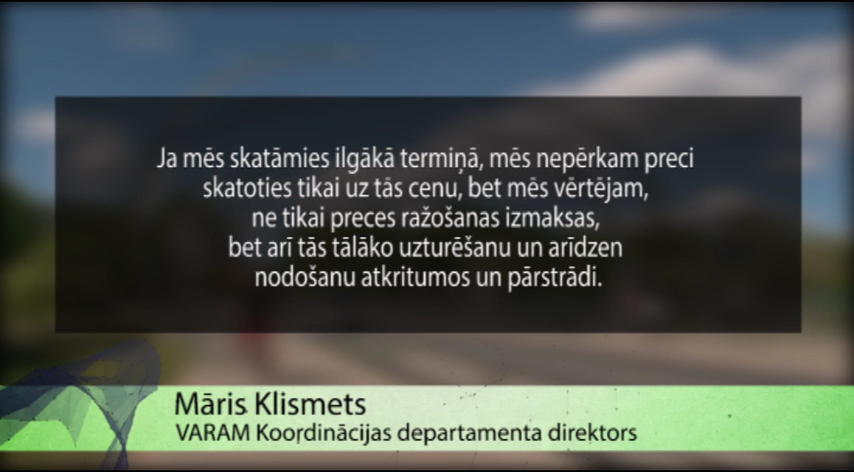 Ja mēs skatāmies ilgākā termiņā, mēs nepērkam preci
skatoties tikai uz tās cenu, bet mēs vērtējam,
ne tikai preces ražošanas izmaksas,
bet arī tās tālāko uzturēšanu un arīdzen
nodošanu atkritumos un pārstrādi.
Māris Klismets
VARAM Koordinācijas departamenta direktors